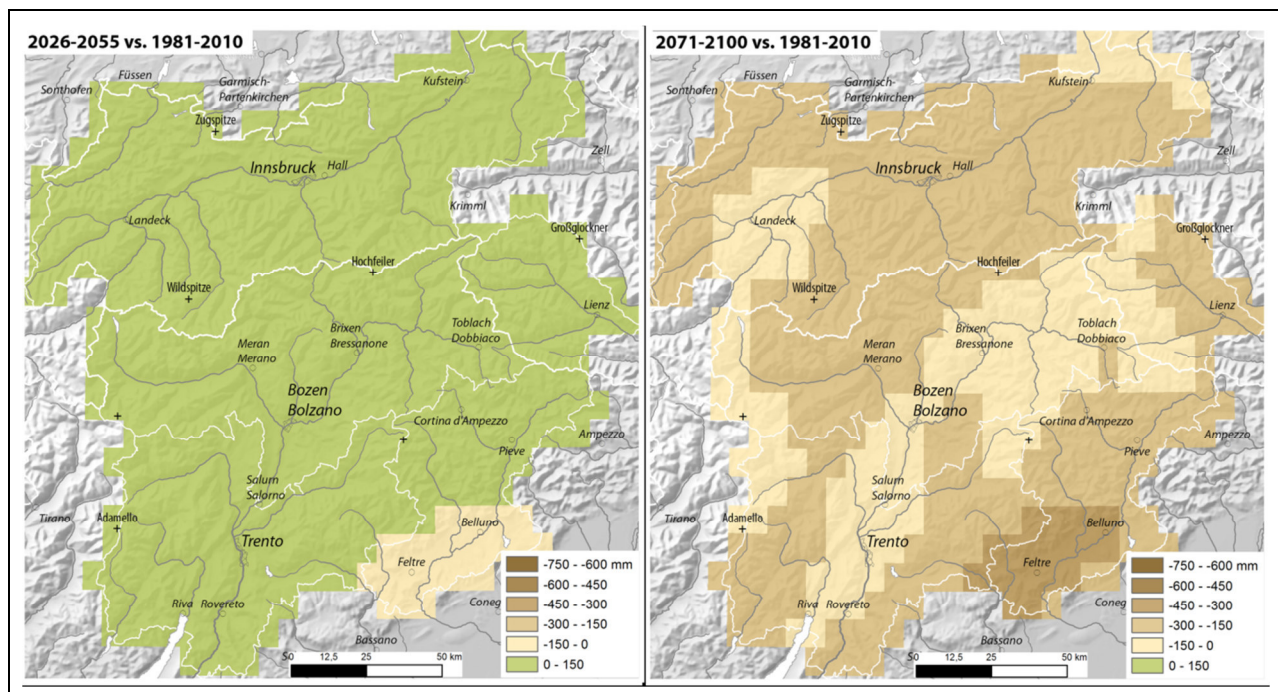 2026-2055 vs. 1981-2010
Füssen
Sonthofen
Garmisch-
Partenkirchen
Kufstein
Zugspitze
Zell
Innsbruck
Hall
Krimml
Landeck
Großglockner
Hochfeiler
Wildspitze
Lienz
Brixen
Bressanone
Toblach
Dobbiaco
Meran
Merano
Bozen
Bolzano
Cortina d'Ampezzo
Ampezzo
Pieve
Salurn
Salorno
Tirano
Adamello
Trento
Belluno
Feltre
Riva
Rovereto
Coneg
Bassano
-750 - -600 mm
-600 - -450
-450 - -300
-300 - -150
-150 - 0
0 - 150
0 12,5 25 50 km
2071-2100 vs. 1981-2010
Füssen
Sonthofen
Garmisch-
Partenkirchen
Kufstein
Zugspitze
Zell
Innsbruck
Hall
Krimml
Landeck
Großglockner
Hochfeiler
Wildspitze
Lienz
Brixen
Bressanone
Toblach
Dobbiaco
Meran
Merano
Bozen
Bolzano
Cortina d'Ampezzo
Ampezzo
Pieve
Salurn
Salorno
Tirano
Adamello
Trento
Belluno
Feltre
Riva
Rovereto
Coneg
Bassano
-750 - -600 mm
-600 - -450
-450 - -300
-300 - -150
-150 - 0
0 - 150
0 12,5 25 50 km